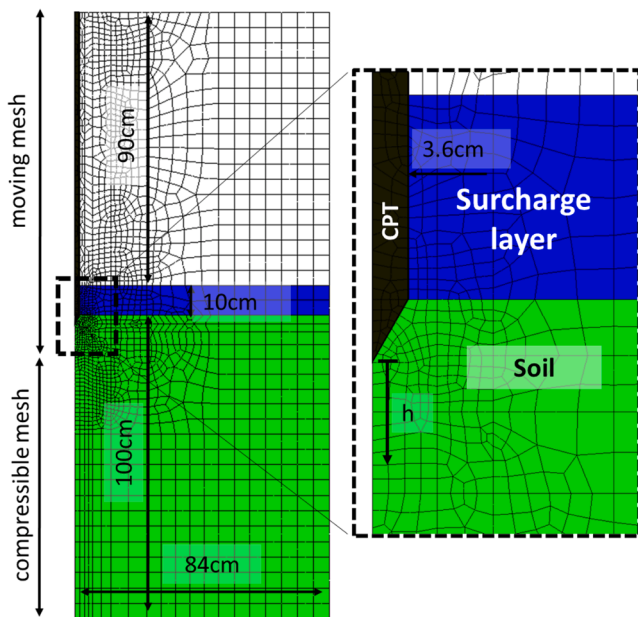 moving mesh
compressible mesh
90cm
10cm
100cm
84cm
CPT
3.6cm
Surcharge
layer
Soil
h